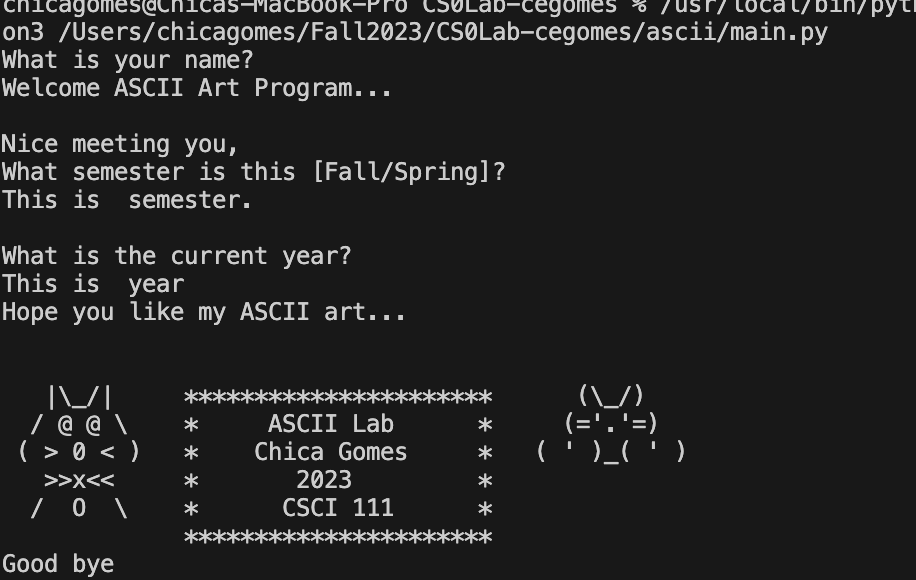 chicagomes@Chicas-MacBook-Pro CS0Lab-cegomes % /usr/local/bin/pyth
on3 /Users/chicagomes/Fall2023/CS0Lab-cegomes/ascii/main.py
What is your name?
Welcome ASCII Art Program...

Nice meeting you,
What semester is this [Fall/Spring]?
This is  semester.

What is the current year?
This is  year
Hope you like my ASCII art...


   |\_/|     **********************      (\_/)
  / @ @ \    *     ASCII Lab      *     (='.'=)
 ( > 0 < )   *    Chica Gomes     *   ( ' )_( ' )
   >>x<<     *       2023         *
  /  O  \    *      CSCI 111      *
             **********************
Good bye